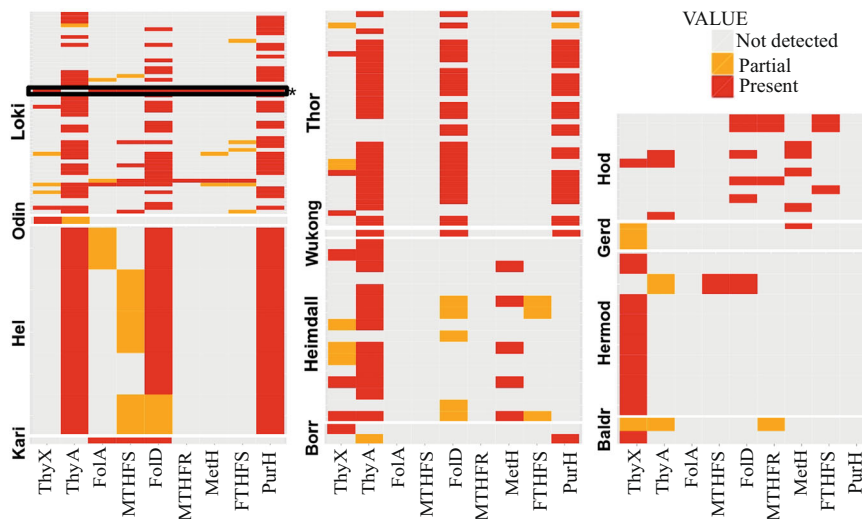 VALUE
Not detected
Partial
Present
*
Loki
Odin
Hel
Kari
Thor
Wukong
Heimdall
Borr
Hod
Gerd
Hermod
Baldr
ThyX
ThyA
FolA
MTHFS
FolD
MTHFR
MetH
FTHFS
PurH
ThyX
ThyA
FolA
MTHFS
FolD
MTHFR
MetH
FTHFS
PurH
ThyX
ThyA
FolA
MTHFS
FolD
MTHFR
MetH
FTHFS
PurH